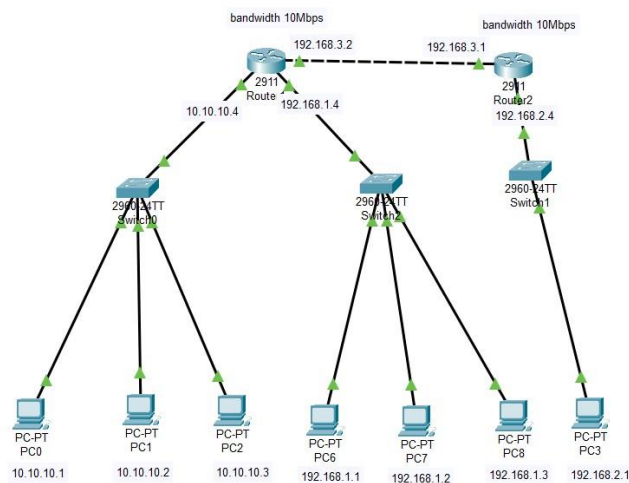 bandwidth 10Mbps
bandwidth 10Mbps
192.168.3.2
192.168.3.1
2911
Route
2911
Router2
10.10.10.4
192.168.1.4
192.168.2.4
2960-24TT
Switch0
2960-24TT
Switch2
2960-24TT
Switch1
PC-PT
PC0
PC-PT
PC1
PC-PT
PC2
PC-PT
PC6
PC-PT
PC7
PC-PT
PC8
PC-PT
PC3
10.10.10.1
10.10.10.2
10.10.10.3
192.168.1.1
192.168.1.2
192.168.1.3
192.168.2.1